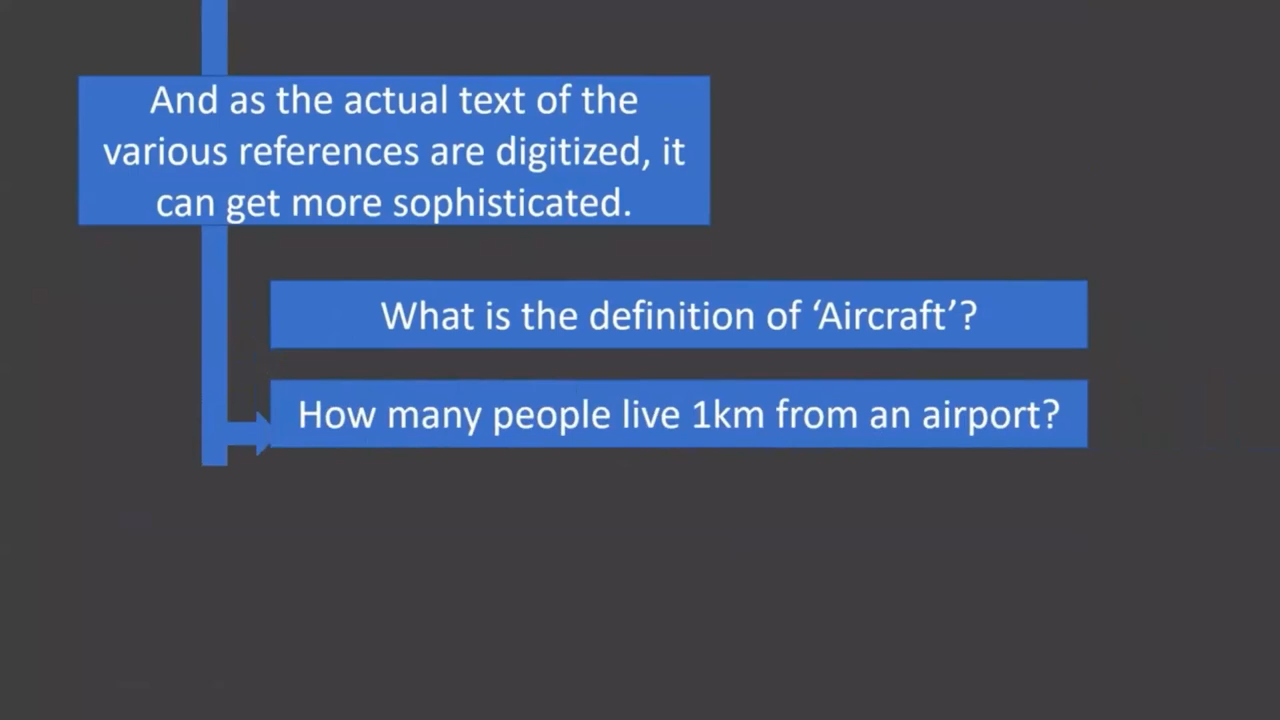 And as the actual text of the
various references are digitized, it
can get more sophisticated.
What is the definition of ‘Aircraft’?
How many people live 1km from an airport?